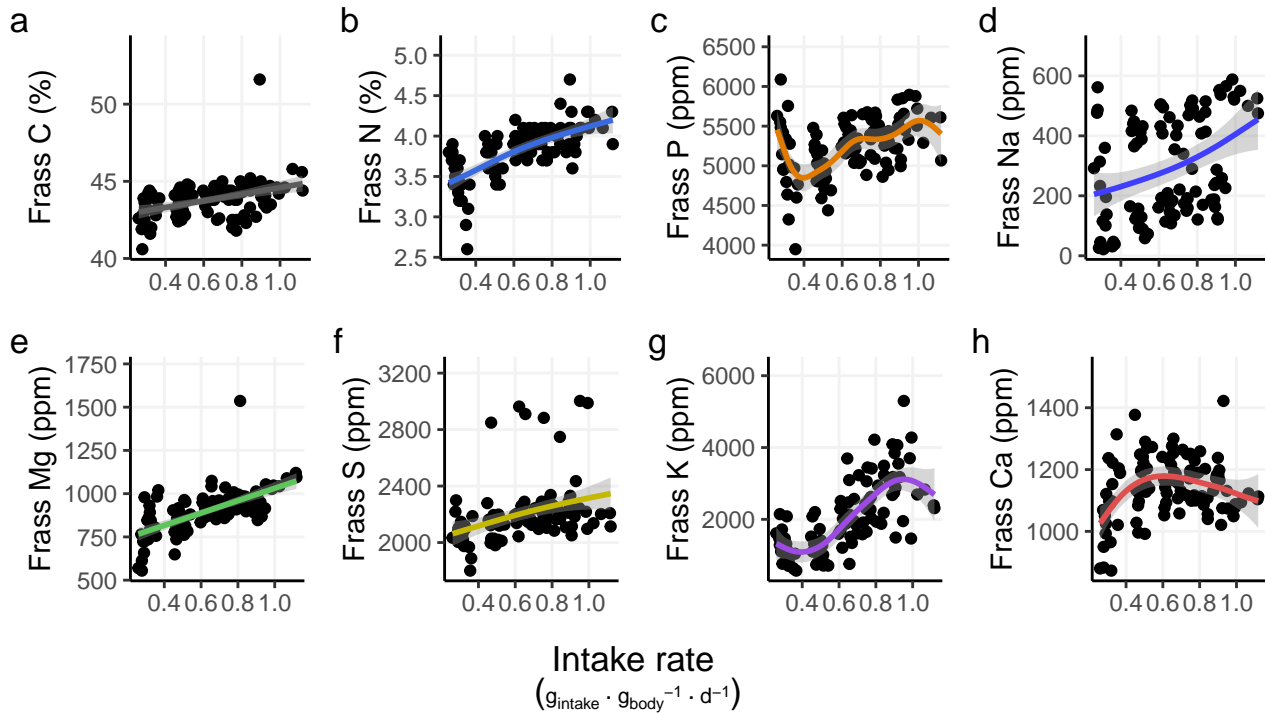 a
b
c
d
Frass C (%)
50
45
40
0.4 0.6 0.8 1.0
Frass N (%)
5.0
4.5
4.0
3.5
3.0
2.5
0.4 0.6 0.8 1.0
Frass P (ppm)
6500
6000
5500
5000
4500
4000
0.4 0.6 0.8 1.0
Frass Na (ppm)
600
400
200
0
0.4 0.6 0.8 1.0
e
f
g
h
Frass Mg (ppm)
1750
1500
1250
1000
750
500
0.4 0.6 0.8 1.0
Frass S (ppm)
3200
2800
2400
2000
0.4 0.6 0.8 1.0
Frass K (ppm)
6000
4000
2000
0.4 0.6 0.8 1.0
Frass Ca (ppm)
1400
1200
1000
0.4 0.6 0.8 1.0
Intake rate
(g_intake · g_body⁻¹ · d⁻¹)